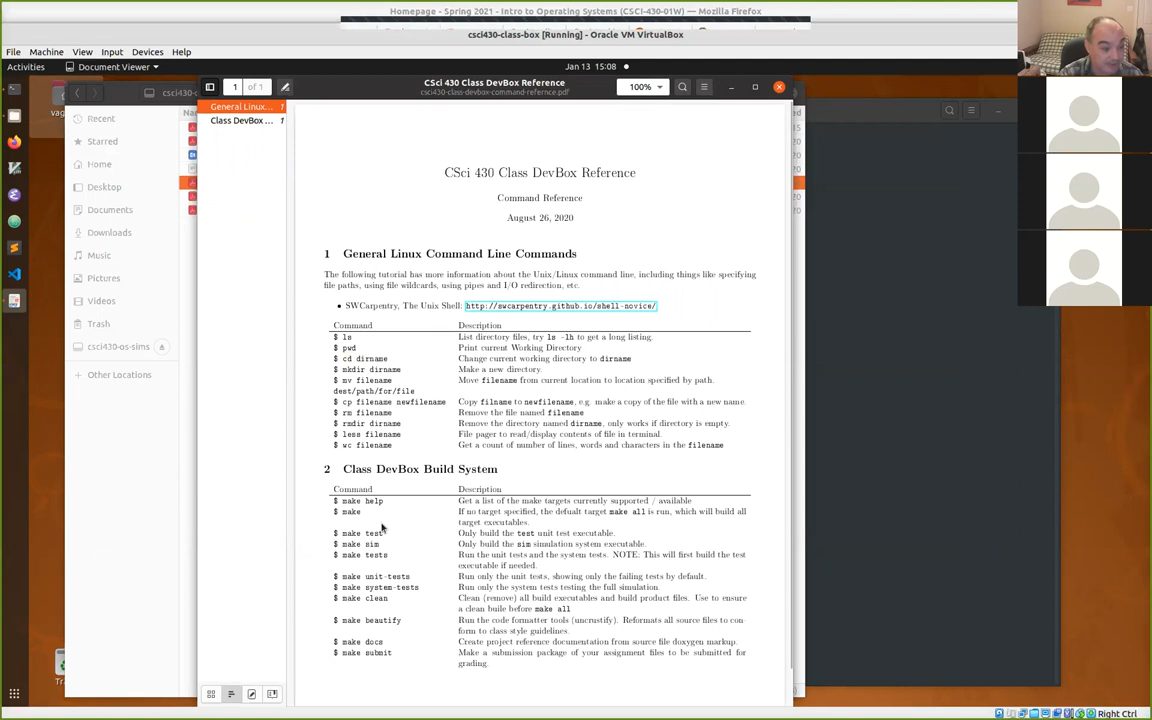 Homepage - Spring 2021 - Intro to Operating Systems (CSCI-430-01W) — Mozilla Firefox
csci430-class-box [Running] - Oracle VM VirtualBox
File Machine View Input Devices Help
Activities Document Viewer Jan 13 15:08
1 of 1
CSci 430 Class DevBox Reference
csci430-class-devbox-command-refernce.pdf
100%
csci430-
General Linux... 1
Class DevBox ... 1
Recent
Starred
Home
Desktop
Documents
Downloads
Music
Pictures
Videos
Trash
csci430-os-sims
Other Locations
CSci 430 Class DevBox Reference
Command Reference
August 26, 2020
1 General Linux Command Line Commands
The following tutorial has more information about the Unix/Linux command line, including things like specifying
file paths, using file wildcards, using pipes and I/O redirection, etc.
• SWCarpentry, The Unix Shell: http://swcarpentry.github.io/shell-novice/
Command Description
$ ls List directory files, try ls -lh to get a long listing.
$ pwd Print current Working Directory
$ cd dirname Change current working directory to dirname
$ mkdir dirname Make a new directory.
$ mv filename Move filename from current location to location specified by path.
dest/path/for/file
$ cp filename newfilename Copy filname to newfilename, e.g. make a copy of the file with a new name.
$ rm filename Remove the file named filename
$ rmdir dirname Remove the directory named dirname, only works if directory is empty.
$ less filename File pager to read/display contents of file in terminal.
$ wc filename Get a count of number of lines, words and characters in the filename
2 Class DevBox Build System
Command Description
$ make help Get a list of the make targets currently supported / available
$ make If no target specified, the defualt target make all is run, which will build all
target executables.
$ make test Only build the test unit test executable.
$ make sim Only build the sim simulation system executable.
$ make tests Run the unit tests and the system tests. NOTE: This will first build the test
executable if needed.
$ make unit-tests Run only the unit tests, showing only the failing tests by default.
$ make system-tests Run only the system tests testing the full simulation.
$ make clean Clean (remove) all build executables and build product files. Use to ensure
a clean buile before make all
$ make beautify Run the code formatter tools (uncrustify). Reformats all source files to con-
form to class style guidelines.
$ make docs Create project reference documentation from source file doxygen markup.
$ make submit Make a submission package of your assignment files to be submitted for
grading.
Right Ctrl